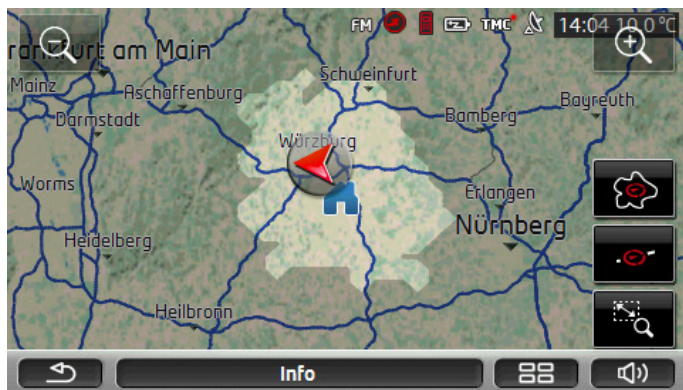 FM TMC 14:04 10.0 °C
rankfurt am Main
Schweinfurt
Mainz
Aschaffenburg
Bayreuth
Bamberg
Darmstadt
Würzburg
Worms
Erlangen
Nürnberg
Heidelberg
Heilbronn
Info